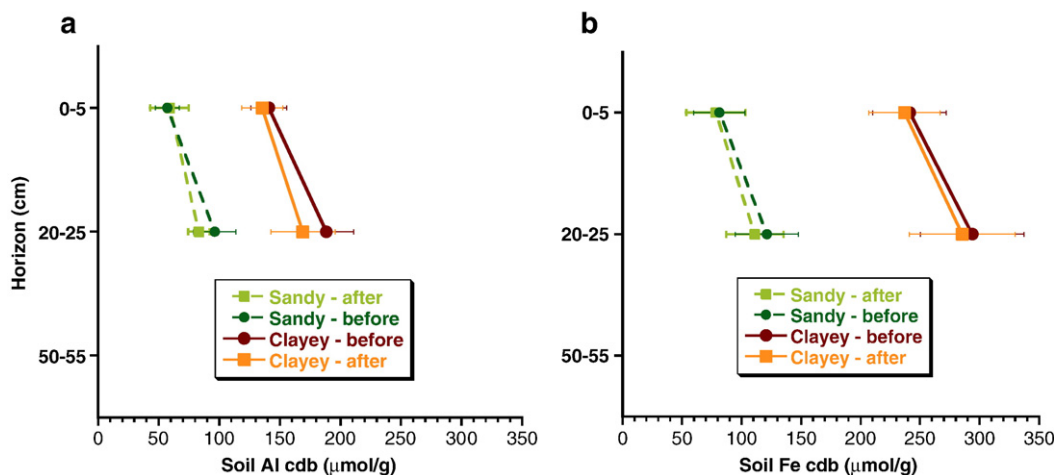 a
0-5
20-25
50-55
Horizon (cm)
Sandy - after
Sandy - before
Clayey - before
Clayey - after
0 50 100 150 200 250 300 350
Soil Al cdb (μmol/g)
b
0-5
20-25
50-55
Sandy - after
Sandy - before
Clayey - before
Clayey - after
0 50 100 150 200 250 300 350
Soil Fe cdb (μmol/g)